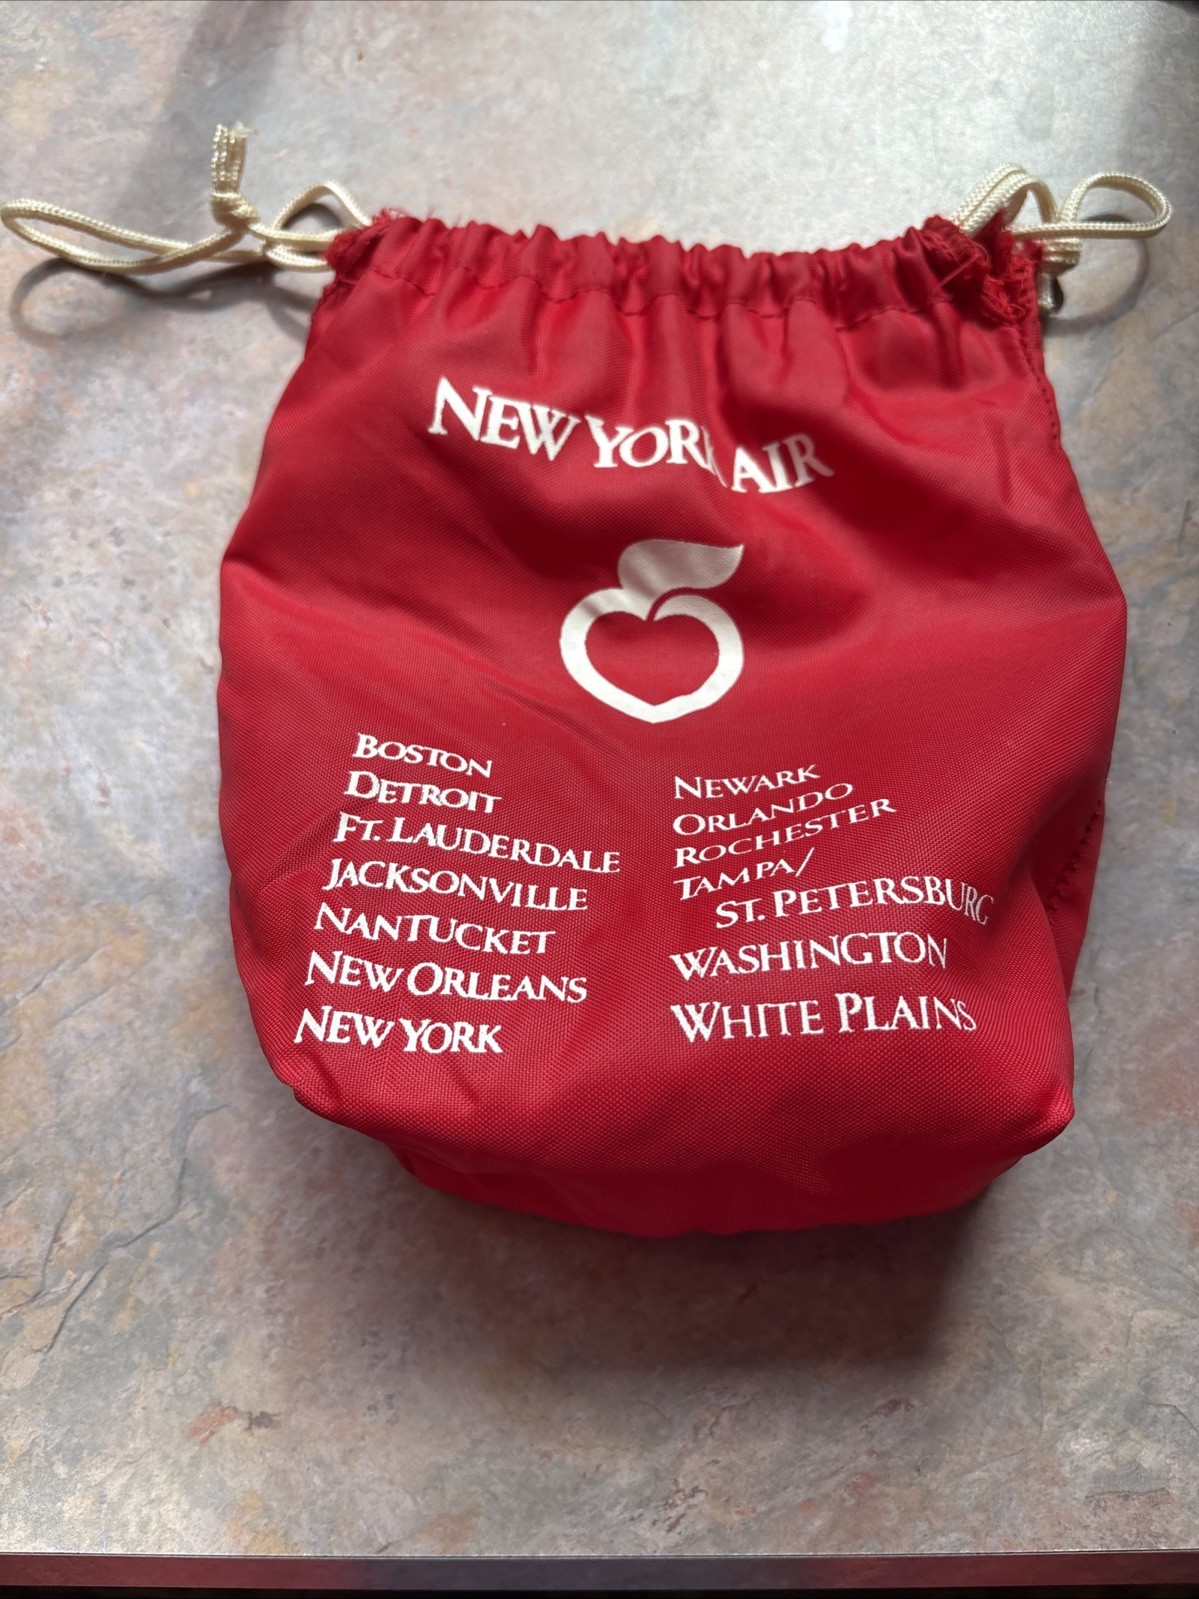 NEW YORK AIR
BOSTON
DETROIT
FT. LAUDERDALE
JACKSONVILLE
NANTUCKET
NEW ORLEANS
NEW YORK
NEWARK
ORLANDO
ROCHESTER
TAMPA/
ST. PETERSBURG
WASHINGTON
WHITE PLAINS